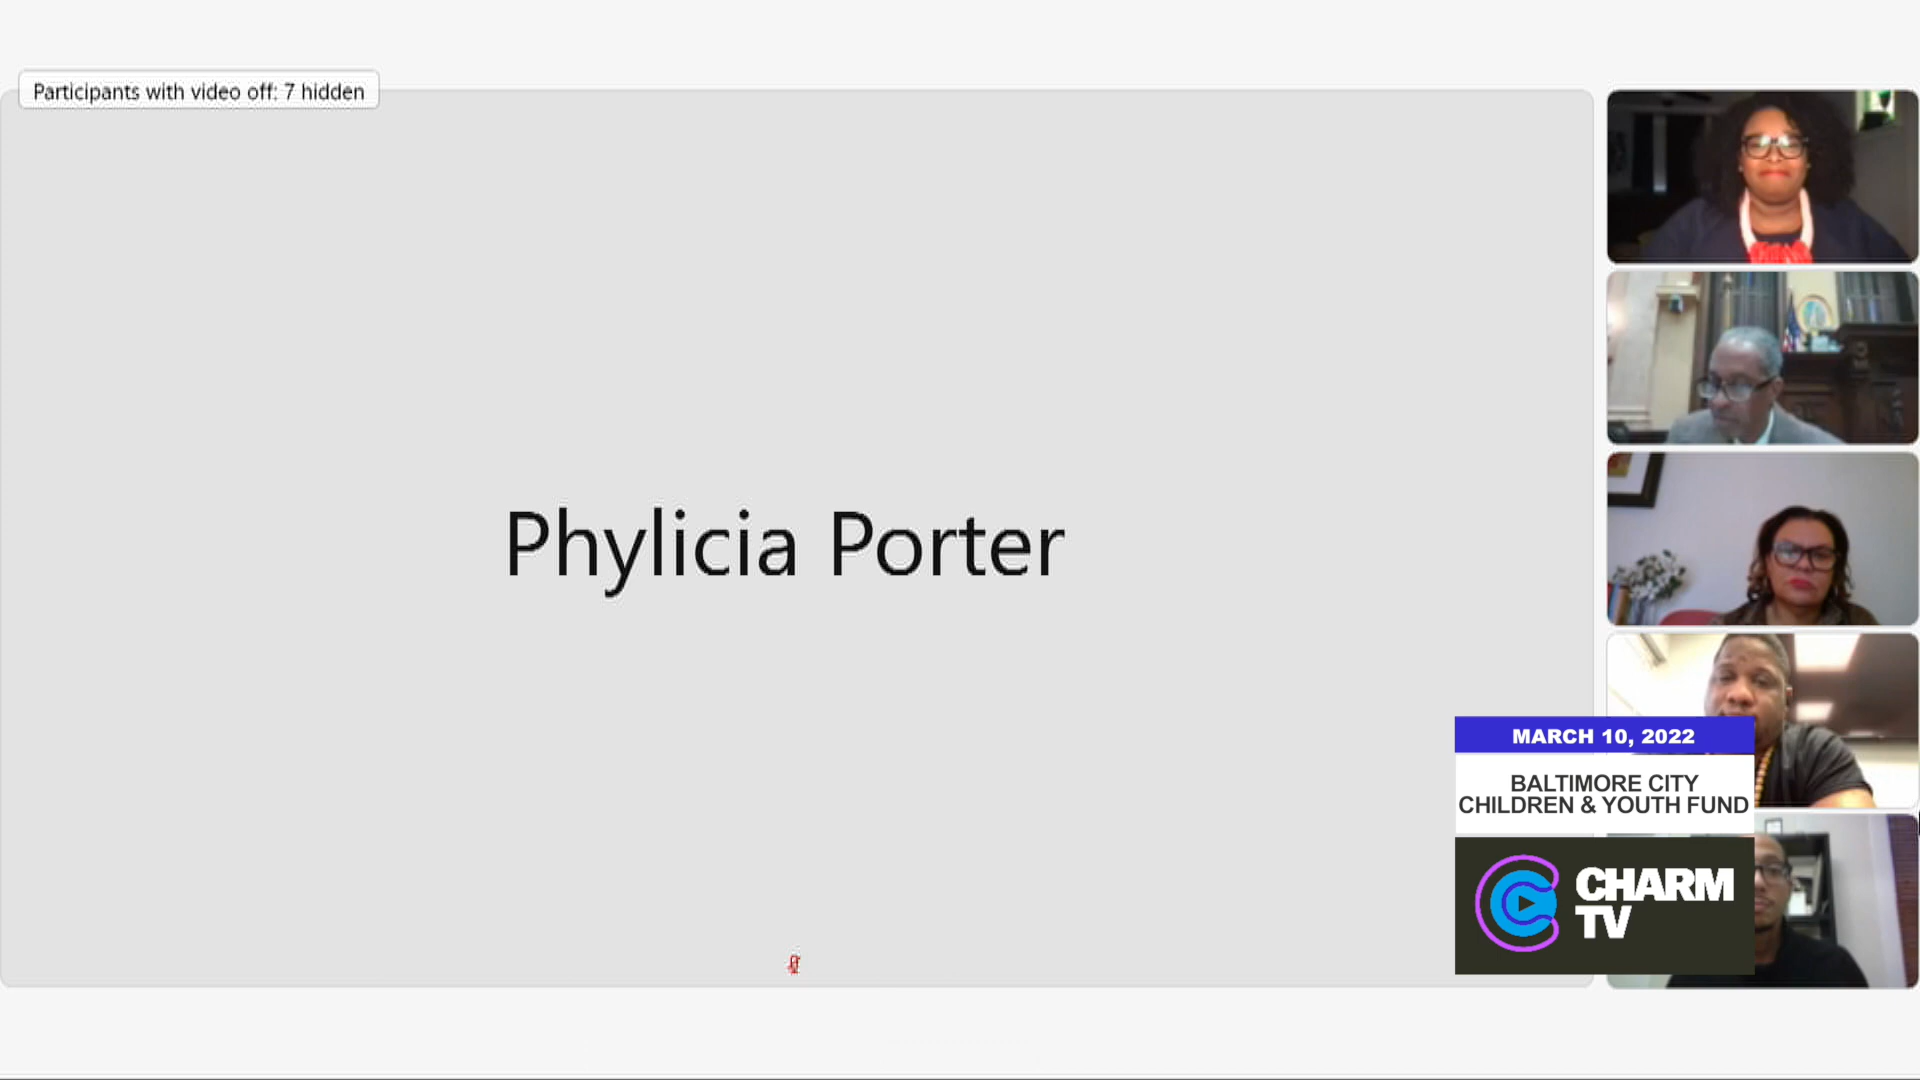 Participants with video off: 7 hidden
Phylicia Porter
MARCH 10, 2022
BALTIMORE CITY
CHILDREN & YOUTH FUND
CHARM
TV